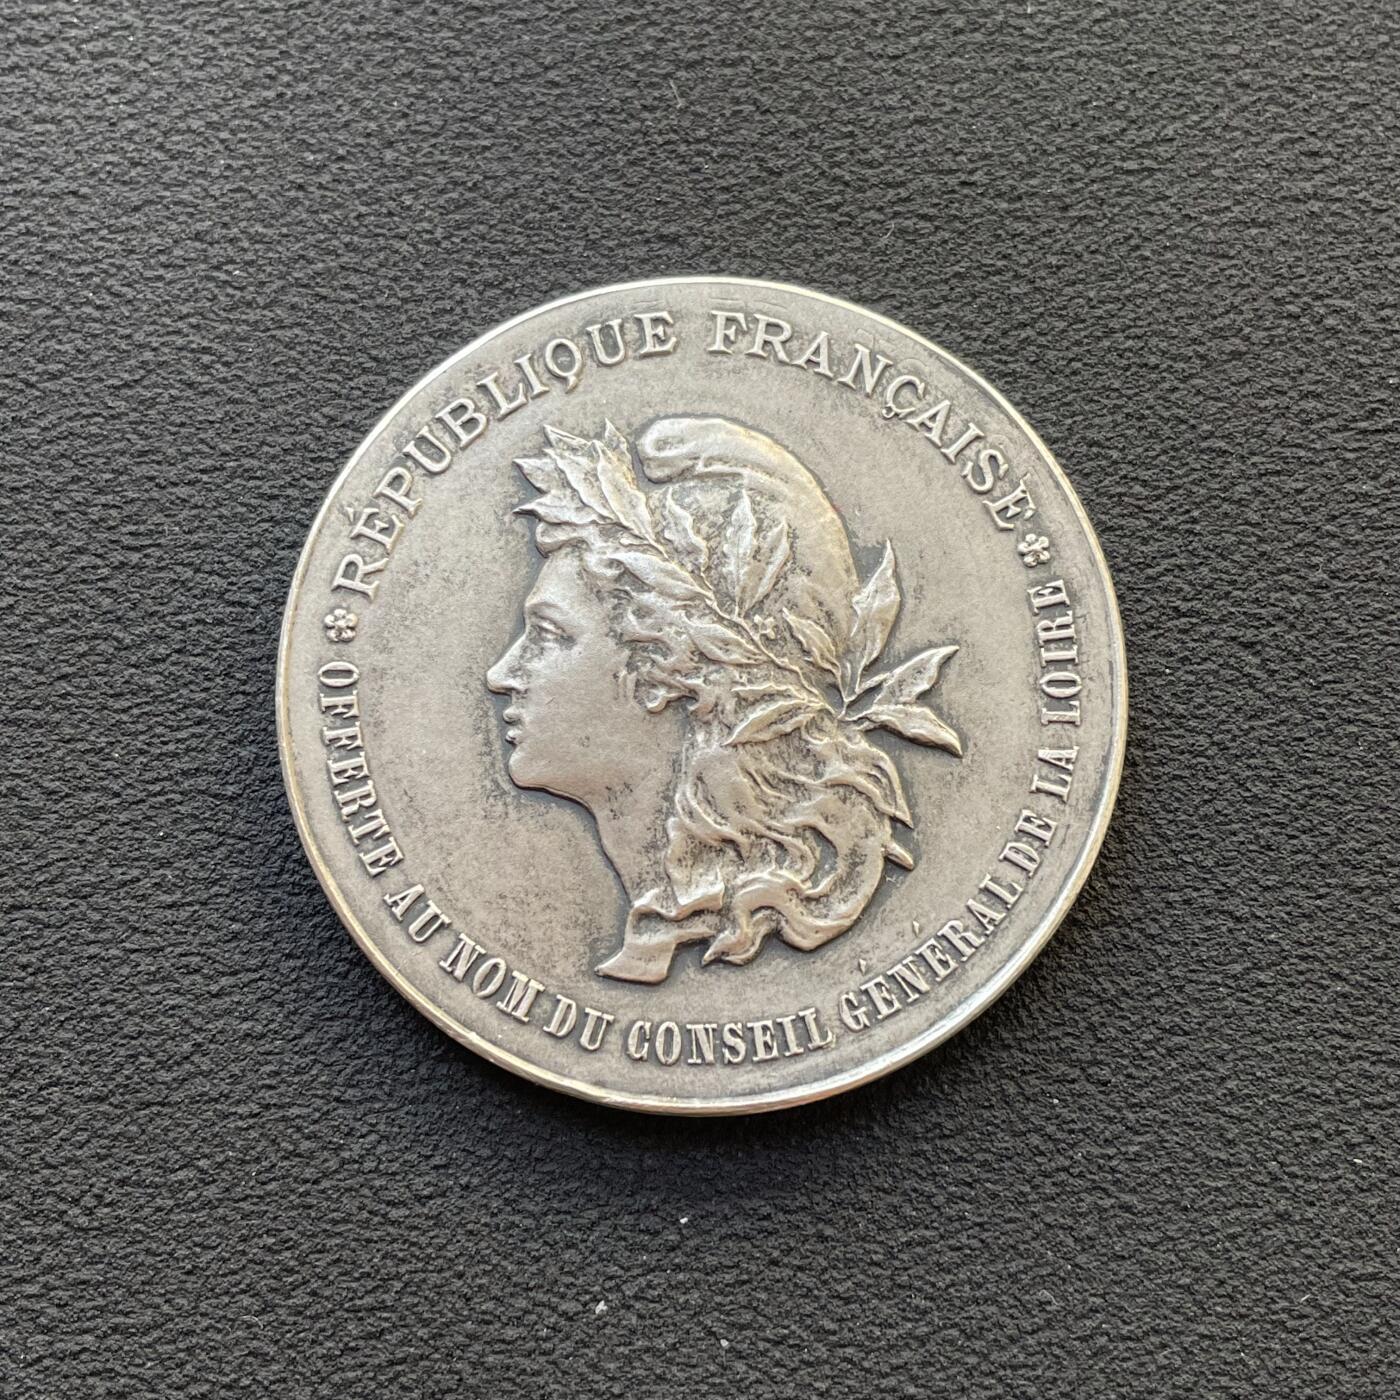 RÉPUBLIQUE FRANÇAISE
OFFERTE AU NOM DU CONSEIL GÉNÉRAL DE LA LOIRE